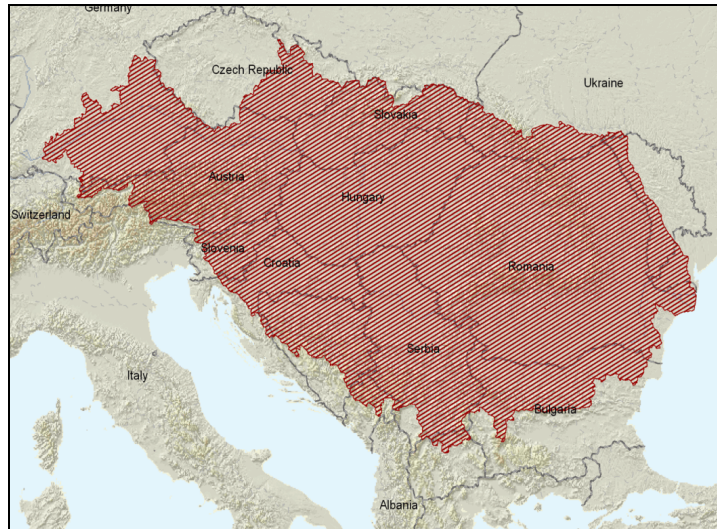 Germany
Czech Republic
Ukraine
Slovakia
Austria
Hungary
Switzerland
Slovenia
Croatia
Romania
Serbia
Italy
Bulgaria
Albania